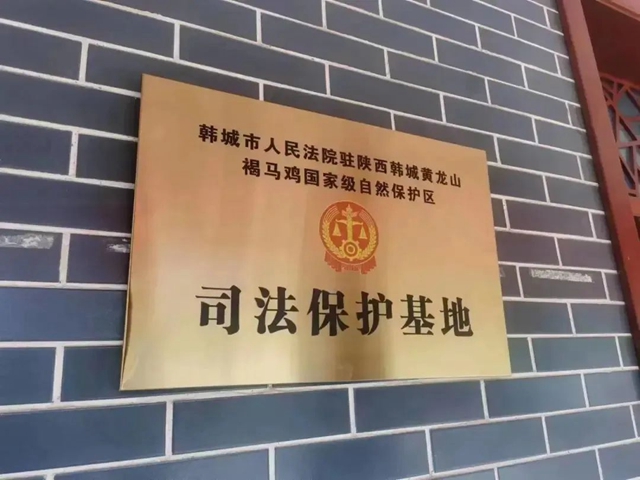 韩城市人民法院驻陕西韩城黄龙山
褐马鸡国家级自然保护区
司法保护基地